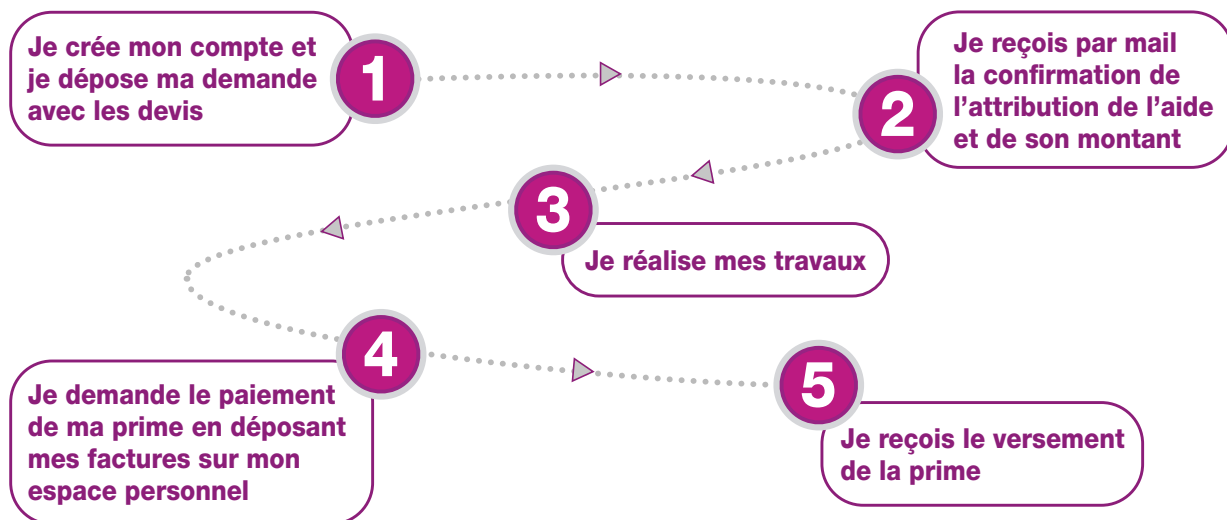 1
Je crée mon compte et
je dépose ma demande
avec les devis
2
Je reçois par mail
la confirmation de
l’attribution de l’aide
et de son montant
3
Je réalise mes travaux
4
Je demande le paiement
de ma prime en déposant
mes factures sur mon
espace personnel
5
Je reçois le versement
de la prime